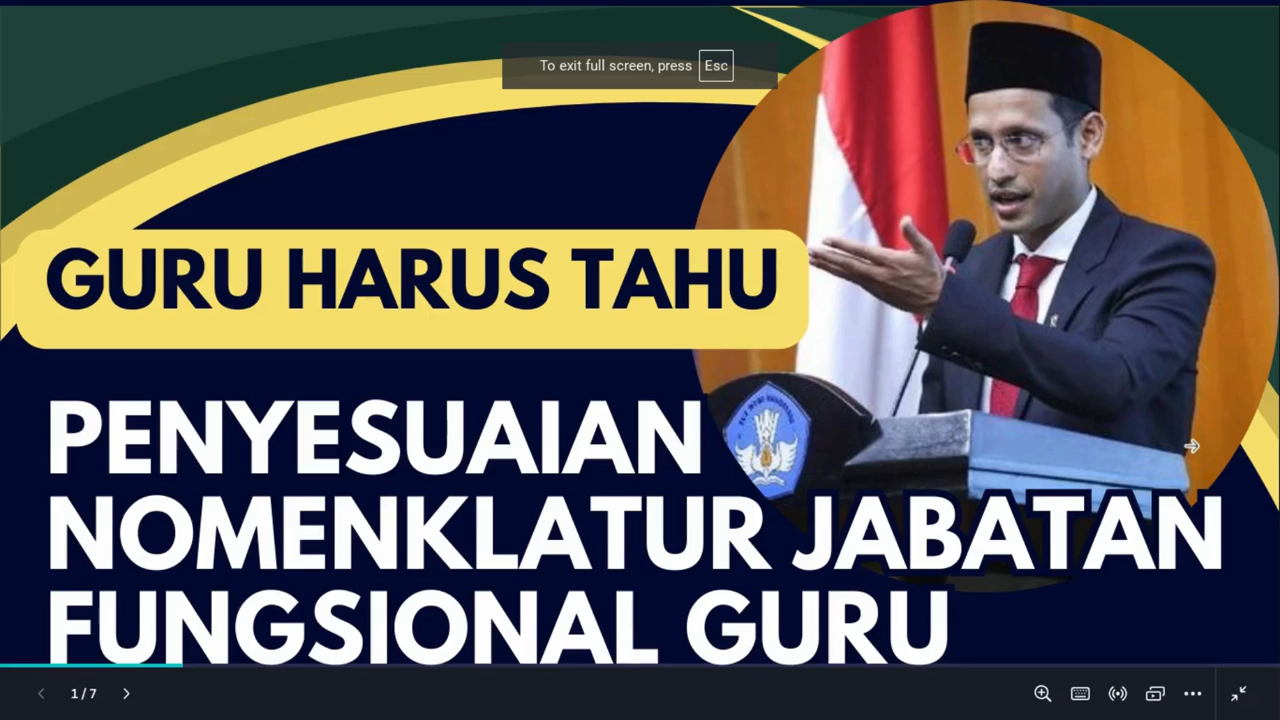 To exit full screen, press Esc
GURU HARUS TAHU
PENYESUAIAN
NOMENKLATUR JABATAN
FUNGSIONAL GURU
1/7